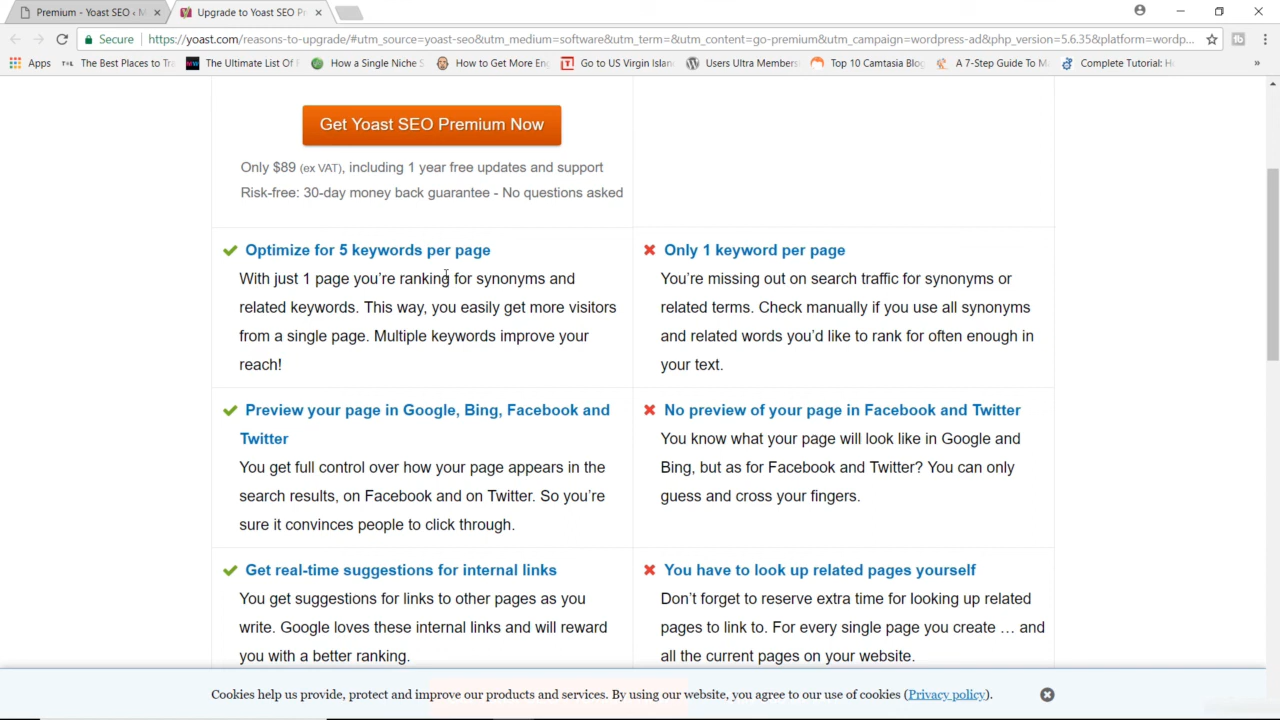 Premium - Yoast SEO ‹ M
Upgrade to Yoast SEO Pr
Secure
https://yoast.com/reasons-to-upgrade/#utm_source=yoast-seo&utm_medium=software&utm_term=&utm_content=go-premium&utm_campaign=wordpress-ad&php_version=5.6.35&platform=wordp...
Apps
The Best Places to Tra
The Ultimate List Of
How a Single Niche S
How to Get More Eng
Go to US Virgin Islan
Users Ultra Members
Top 10 Camtasia Blog
A 7-Step Guide To M
Complete Tutorial: H
»
Get Yoast SEO Premium Now
Only $89 (ex VAT), including 1 year free updates and support
Risk-free: 30-day money back guarantee - No questions asked
Optimize for 5 keywords per page
With just 1 page you're ranking for synonyms and
related keywords. This way, you easily get more visitors
from a single page. Multiple keywords improve your
reach!
Only 1 keyword per page
You're missing out on search traffic for synonyms or
related terms. Check manually if you use all synonyms
and related words you'd like to rank for often enough in
your text.
Preview your page in Google, Bing, Facebook and
Twitter
You get full control over how your page appears in the
search results, on Facebook and on Twitter. So you're
sure it convinces people to click through.
No preview of your page in Facebook and Twitter
You know what your page will look like in Google and
Bing, but as for Facebook and Twitter? You can only
guess and cross your fingers.
Get real-time suggestions for internal links
You get suggestions for links to other pages as you
write. Google loves these internal links and will reward
you with a better ranking.
You have to look up related pages yourself
Don't forget to reserve extra time for looking up related
pages to link to. For every single page you create … and
all the current pages on your website.
Cookies help us provide, protect and improve our products and services. By using our website, you agree to our use of cookies (Privacy policy).